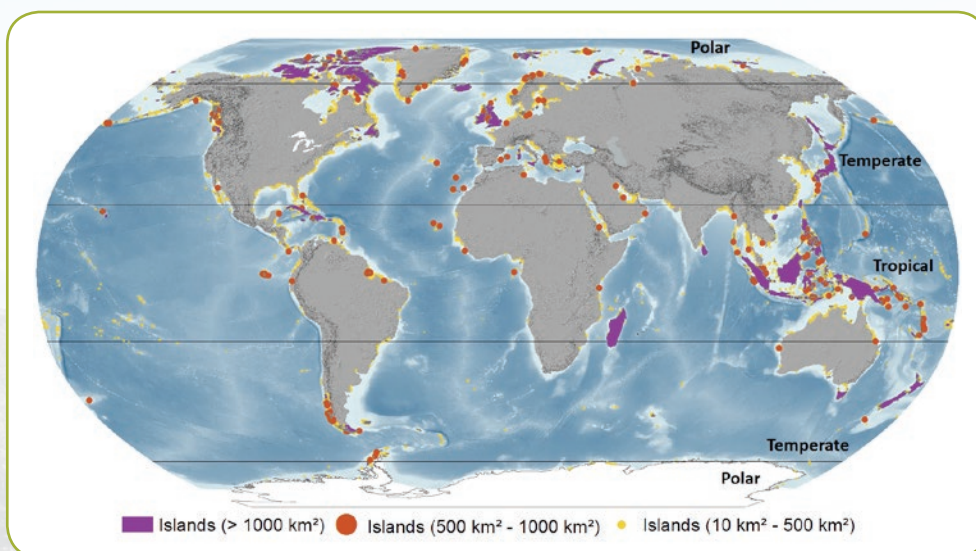 Polar
Temperate
Tropical
Temperate
Polar
Islands (> 1000 km²) Islands (500 km² - 1000 km²) Islands (10 km² - 500 km²)